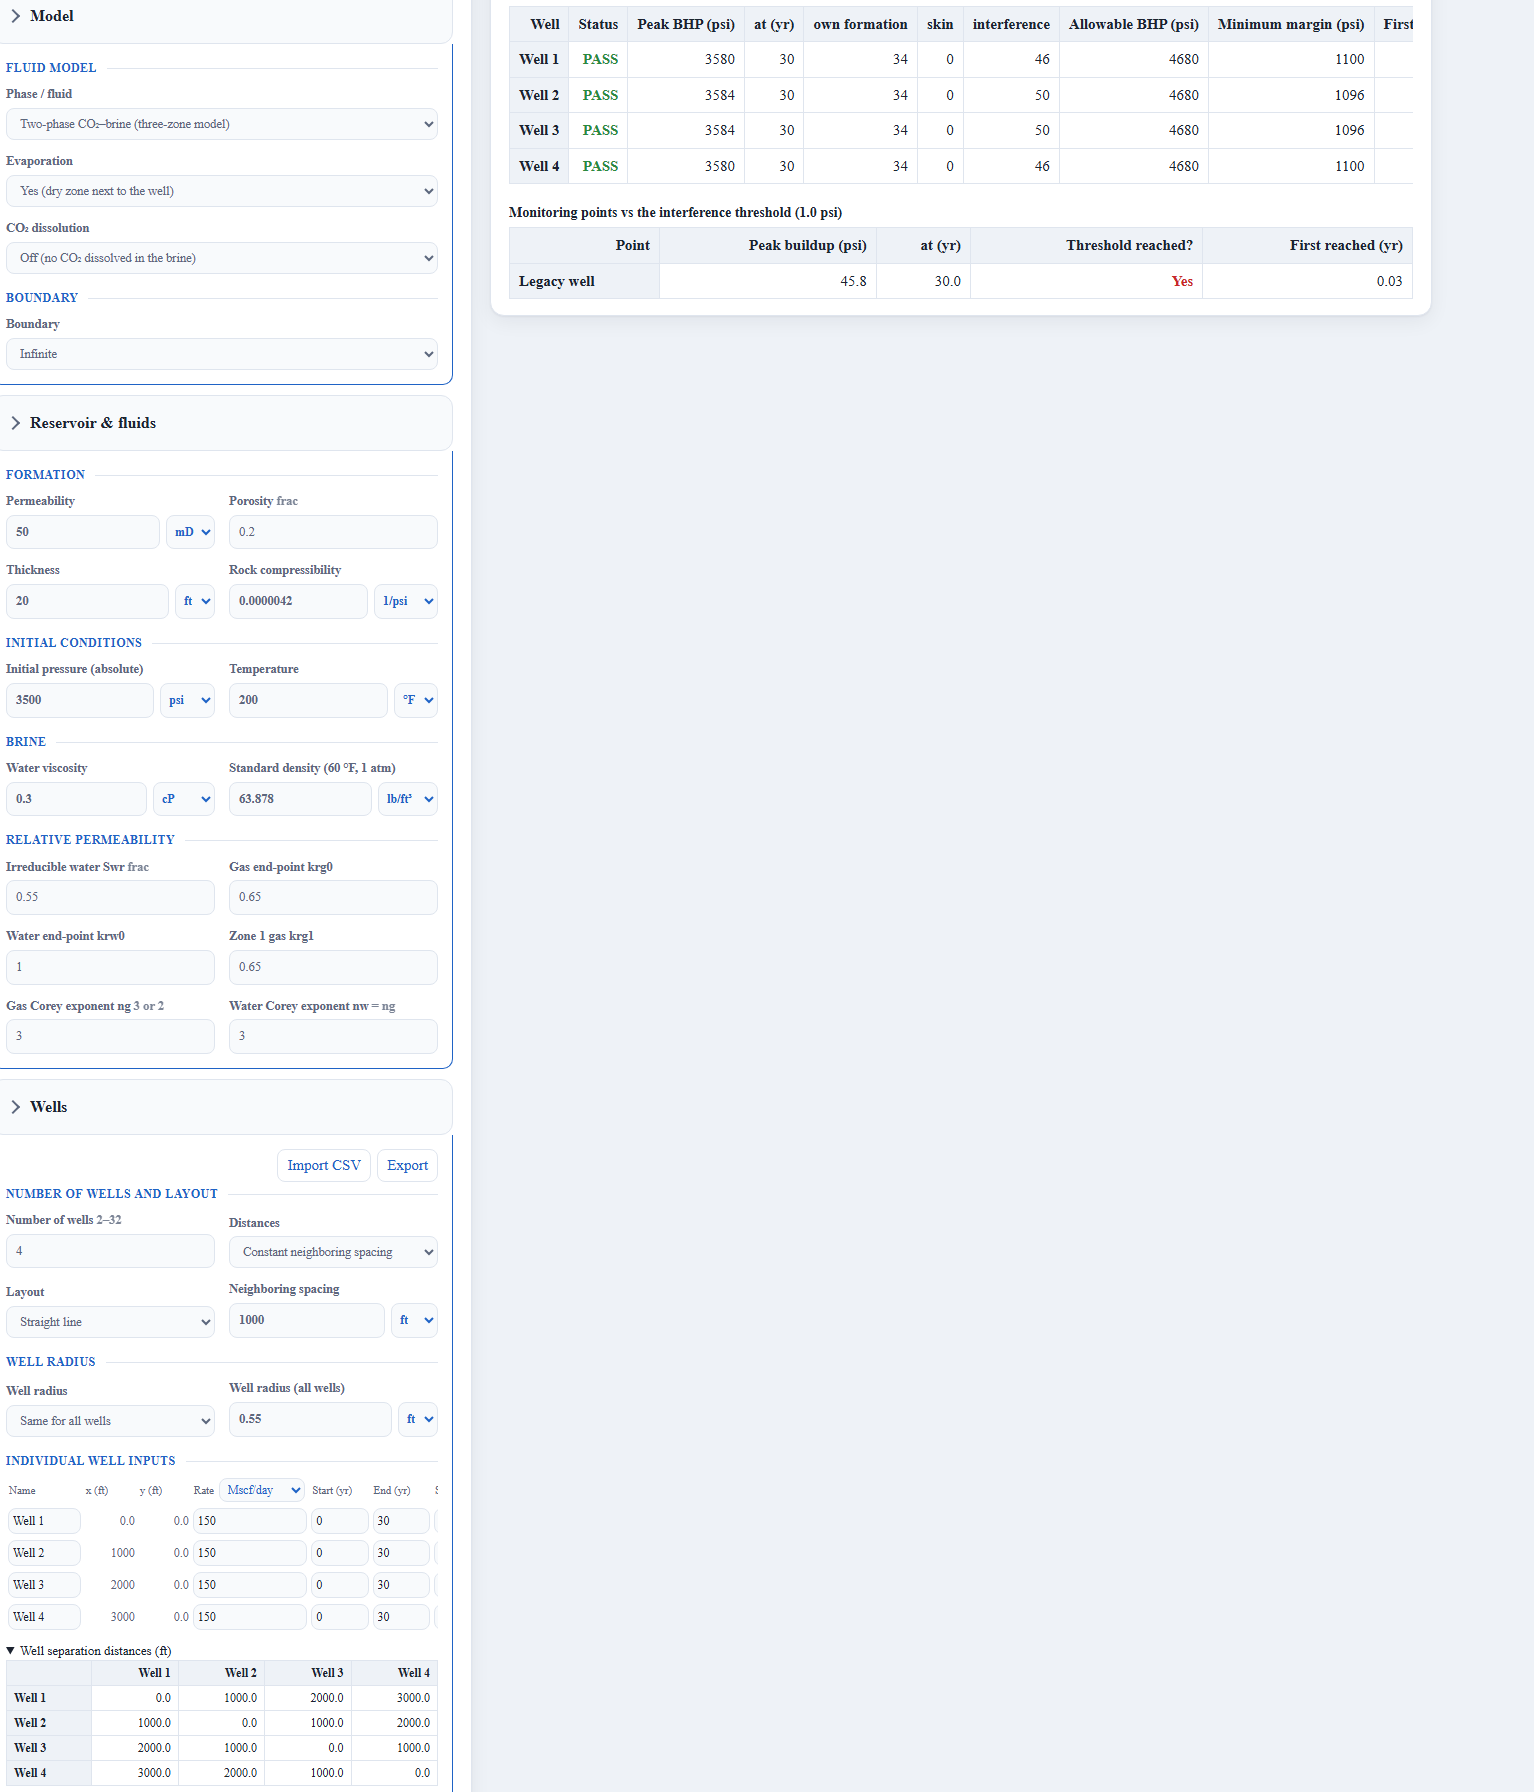 Model
FLUID MODEL
Phase / fluid
Two-phase CO₂–brine (three-zone model)
Evaporation
Yes (dry zone next to the well)
CO₂ dissolution
Off (no CO₂ dissolved in the brine)
BOUNDARY
Boundary
Infinite
Reservoir & fluids
FORMATION
Permeability Porosity frac
50 mD 0.2
Thickness Rock compressibility
20 ft 0.0000042 1/psi
INITIAL CONDITIONS
Initial pressure (absolute) Temperature
3500 psi 200 °F
BRINE
Water viscosity Standard density (60 °F, 1 atm)
0.3 cP 63.878 lb/ft³
RELATIVE PERMEABILITY
Irreducible water Swr frac Gas end-point krg0
0.55 0.65
Water end-point krw0 Zone 1 gas krg1
1 0.65
Gas Corey exponent ng 3 or 2 Water Corey exponent nw = ng
3 3
Wells
Import CSV Export
NUMBER OF WELLS AND LAYOUT
Number of wells 2–32 Distances
4 Constant neighboring spacing
Layout Neighboring spacing
Straight line 1000 ft
WELL RADIUS
Well radius Well radius (all wells)
Same for all wells 0.55 ft
INDIVIDUAL WELL INPUTS
Name x (ft) y (ft) Rate Mscf/day Start (yr) End (yr)
Well 1 0.0 0.0 150 0 30
Well 2 1000 0.0 150 0 30
Well 3 2000 0.0 150 0 30
Well 4 3000 0.0 150 0 30
▼ Well separation distances (ft)
Well 1 Well 2 Well 3 Well 4
Well 1 0.0 1000.0 2000.0 3000.0
Well 2 1000.0 0.0 1000.0 2000.0
Well 3 2000.0 1000.0 0.0 1000.0
Well 4 3000.0 2000.0 1000.0 0.0
Well Status Peak BHP (psi) at (yr) own formation skin interference Allowable BHP (psi) Minimum margin (psi) First
Well 1 PASS 3580 30 34 0 46 4680 1100
Well 2 PASS 3584 30 34 0 50 4680 1096
Well 3 PASS 3584 30 34 0 50 4680 1096
Well 4 PASS 3580 30 34 0 46 4680 1100
Monitoring points vs the interference threshold (1.0 psi)
Point Peak buildup (psi) at (yr) Threshold reached? First reached (yr)
Legacy well 45.8 30.0 Yes 0.03